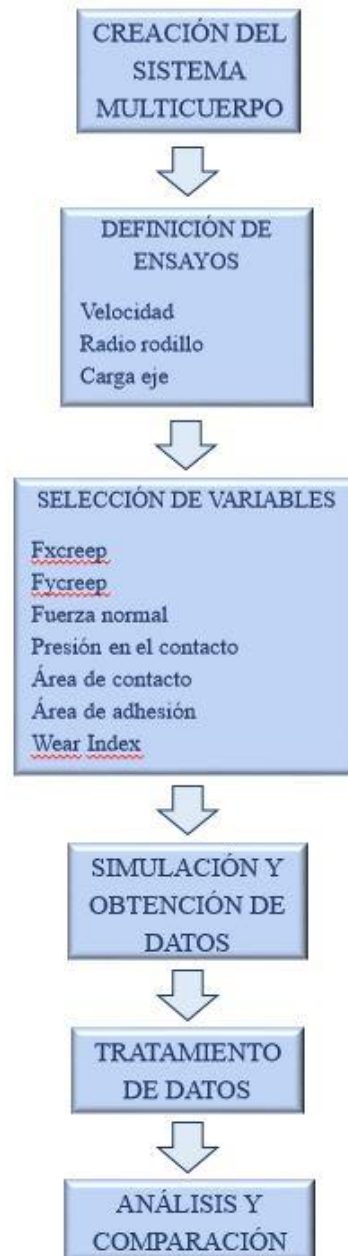 CREACIÓN DEL
SISTEMA
MULTICUERPO
DEFINICIÓN DE
ENSAYOS
Velocidad
Radio rodillo
Carga eje
SELECCIÓN DE VARIABLES
Fxcreep
Fycreep
Fuerza normal
Presión en el contacto
Área de contacto
Área de adhesión
Wear Index
SIMULACIÓN Y
OBTENCIÓN DE
DATOS
TRATAMIENTO
DE DATOS
ANÁLISIS Y
COMPARACIÓN